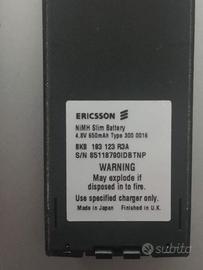 ERICSSON
NiMH Slim Battery
4.8V 650mAh Type 300 0016
BKB 193 123 R3A
S/N 85118790IDBTNP
WARNING
May explode if
disposed in to fire.
Use specified charger only.
Made in Japan Finished in U.K.
subito